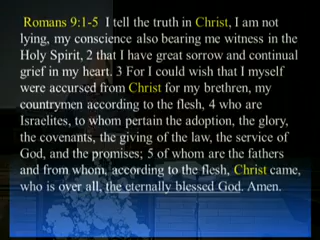 Romans 9:1-5 I tell the truth in Christ, I am not
lying, my conscience also bearing me witness in the
Holy Spirit, 2 that I have great sorrow and continual
grief in my heart. 3 For I could wish that I myself
were accursed from Christ for my brethren, my
countrymen according to the flesh, 4 who are
Israelites, to whom pertain the adoption, the glory,
the covenants, the giving of the law, the service of
God, and the promises; 5 of whom are the fathers
and from whom, according to the flesh, Christ came,
who is over all, the eternally blessed God. Amen.